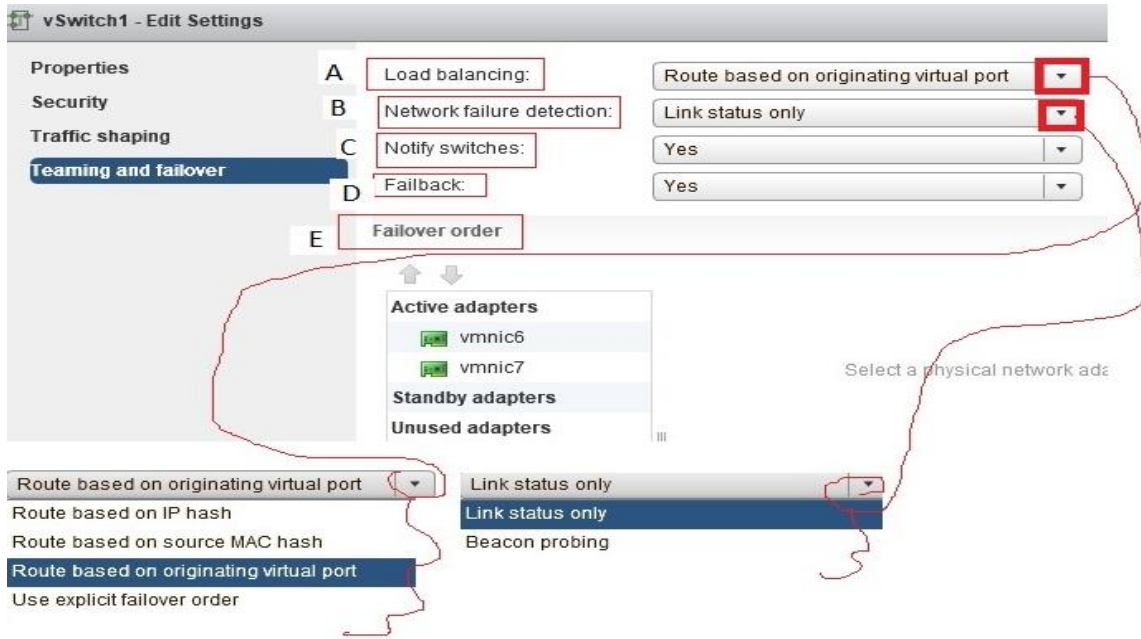 vSwitch1 - Edit Settings
Properties
Security
Traffic shaping
Teaming and failover
A Load balancing: Route based on originating virtual port
B Network failure detection: Link status only
C Notify switches: Yes
D Failback: Yes
E Failover order
Active adapters
vmnic6
vmnic7
Standby adapters
Unused adapters
Select a physical network ada
Route based on originating virtual port
Route based on IP hash
Route based on source MAC hash
Route based on originating virtual port
Use explicit failover order
Link status only
Link status only
Beacon probing